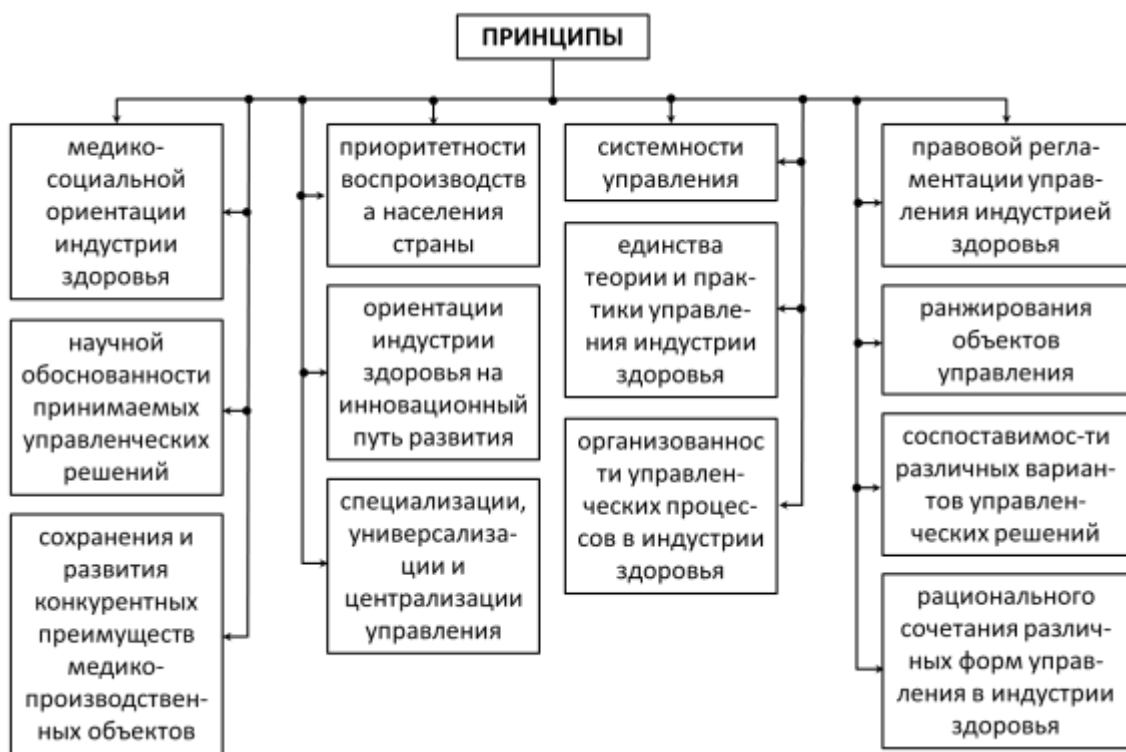 ПРИНЦИПЫ
медико-
социальной
ориентации
индустрии
здоровья
научной
обоснованности
принимаемых
управленческих
решений
сохранения и
развития
конкурентных
преимуществ
медико-
производствен-
ных объектов
приоритетности
воспроизводств
а населения
страны
ориентации
индустрии
здоровья на
инновационный
путь развития
специализации,
универсализа-
ции и
централизации
управления
системности
управления
единства
теории и прак-
тики управле-
ния индустрии
здоровья
организованнос
ти управлен-
ческих процес-
сов в индустрии
здоровья
правовой регла-
ментации управ-
ления индустрией
здоровья
ранжирования
объектов
управления
соспоставимос-ти
различных вариан-
тов управлен-
ческих решений
рационального
сочетания различ-
ных форм управ-
ления в индустрии
здоровья